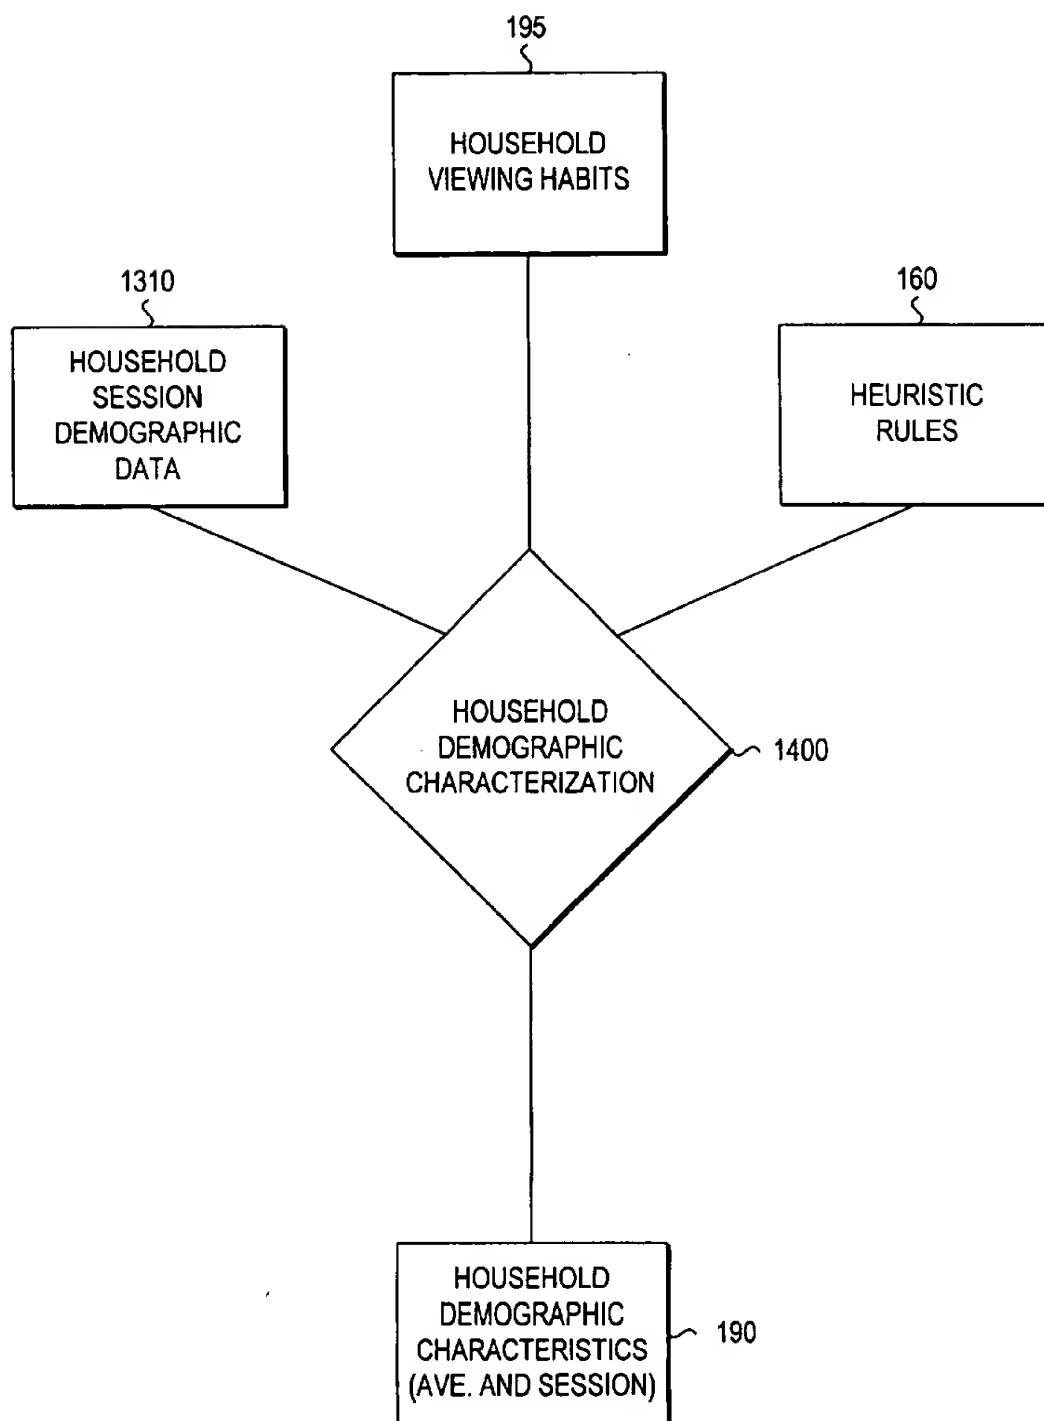 195
HOUSEHOLD
VIEWING HABITS
1310
HOUSEHOLD
SESSION
DEMOGRAPHIC
DATA
160
HEURISTIC
RULES
HOUSEHOLD
DEMOGRAPHIC
CHARACTERIZATION
1400
HOUSEHOLD
DEMOGRAPHIC
CHARACTERISTICS
(AVE. AND SESSION)
190